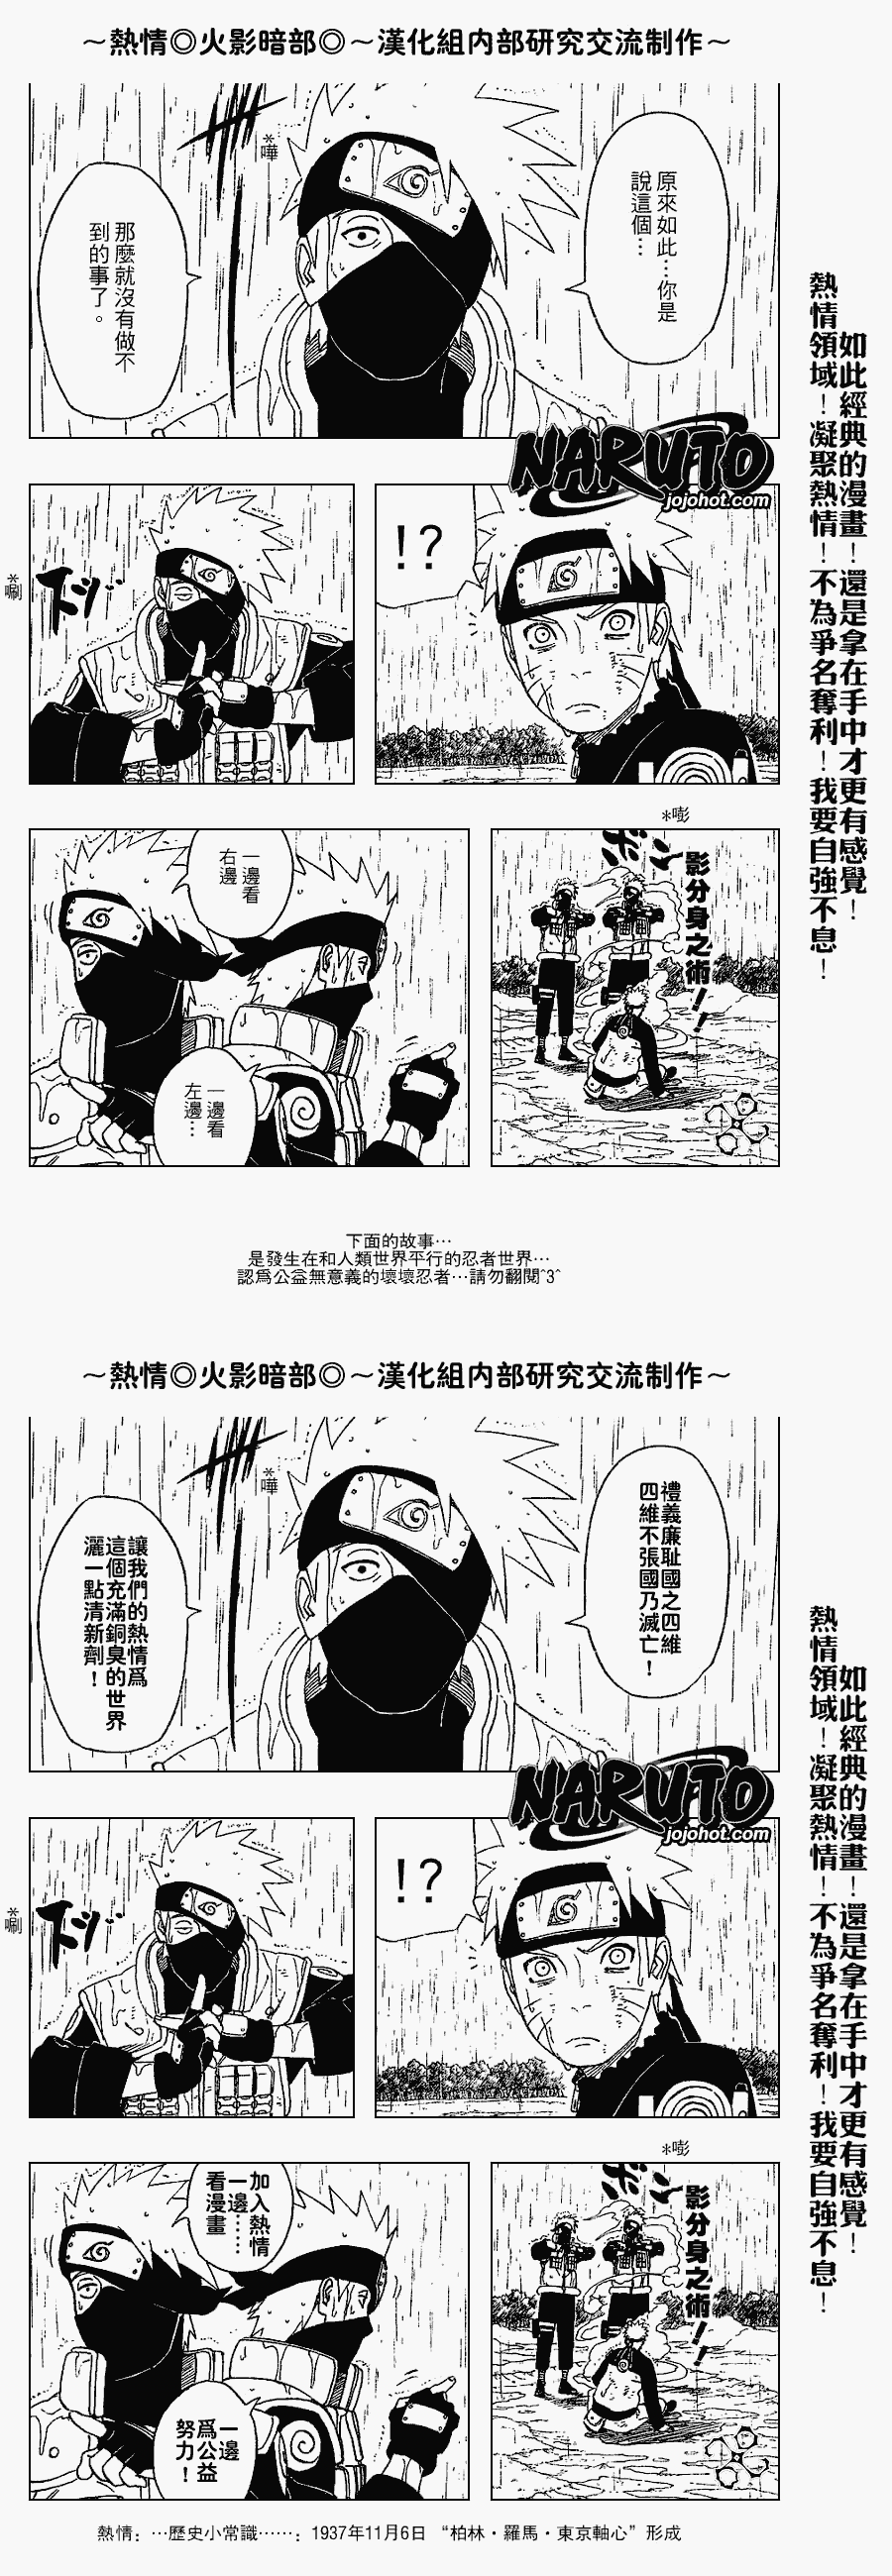 ～熱情◎火影暗部◎～漢化組內部研究交流制作～
原來如此…你是
說這個…
*嘩
那麼就沒有做不
到的事了。
NARUTO
jojohot.com
!?
*唰
*嘭
影分身之術！！
一邊看
右邊
一邊看
左邊…
如此經典的漫畫！還是拿在手中才更有感覺！
熱情領域！凝聚熱情！不為爭名奪利！我要自強不息！
下面的故事…
是發生在和人類世界平行的忍者世界…
認爲公益無意義的壞壞忍者…請勿翻閱^3^
～熱情◎火影暗部◎～漢化組內部研究交流制作～
禮義廉耻國之四維
四維不張國乃滅亡！
*嘩
讓我們的熱情爲
這個充滿銅臭的世界
灑一點清新劑！
NARUTO
jojohot.com
!?
*唰
*嘭
影分身之術！！
加入熱情
一邊……
看漫畫
一邊
爲公益
努力！
如此經典的漫畫！還是拿在手中才更有感覺！
熱情領域！凝聚熱情！不為爭名奪利！我要自強不息！
熱情：…歷史小常識……：1937年11月6日 “柏林・羅馬・東京軸心”形成